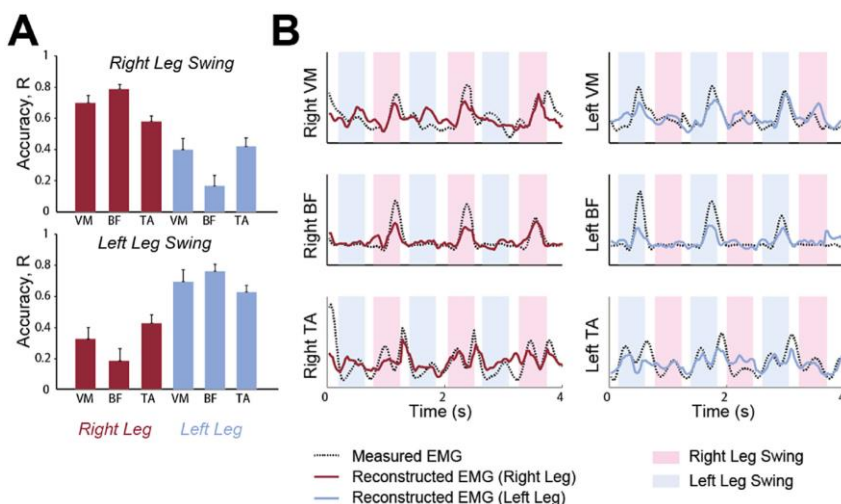 A
Right Leg Swing
Accuracy, R
1
0.8
0.6
0.4
0.2
0
VM BF TA VM BF TA
Left Leg Swing
Accuracy, R
1
0.8
0.6
0.4
0.2
0
VM BF TA VM BF TA
Right Leg Left Leg
B
Right VM
Left VM
Right BF
Left BF
Right TA
Left TA
0 2 4
Time (s)
0 2 4
Time (s)
Measured EMG
Reconstructed EMG (Right Leg)
Reconstructed EMG (Left Leg)
Right Leg Swing
Left Leg Swing